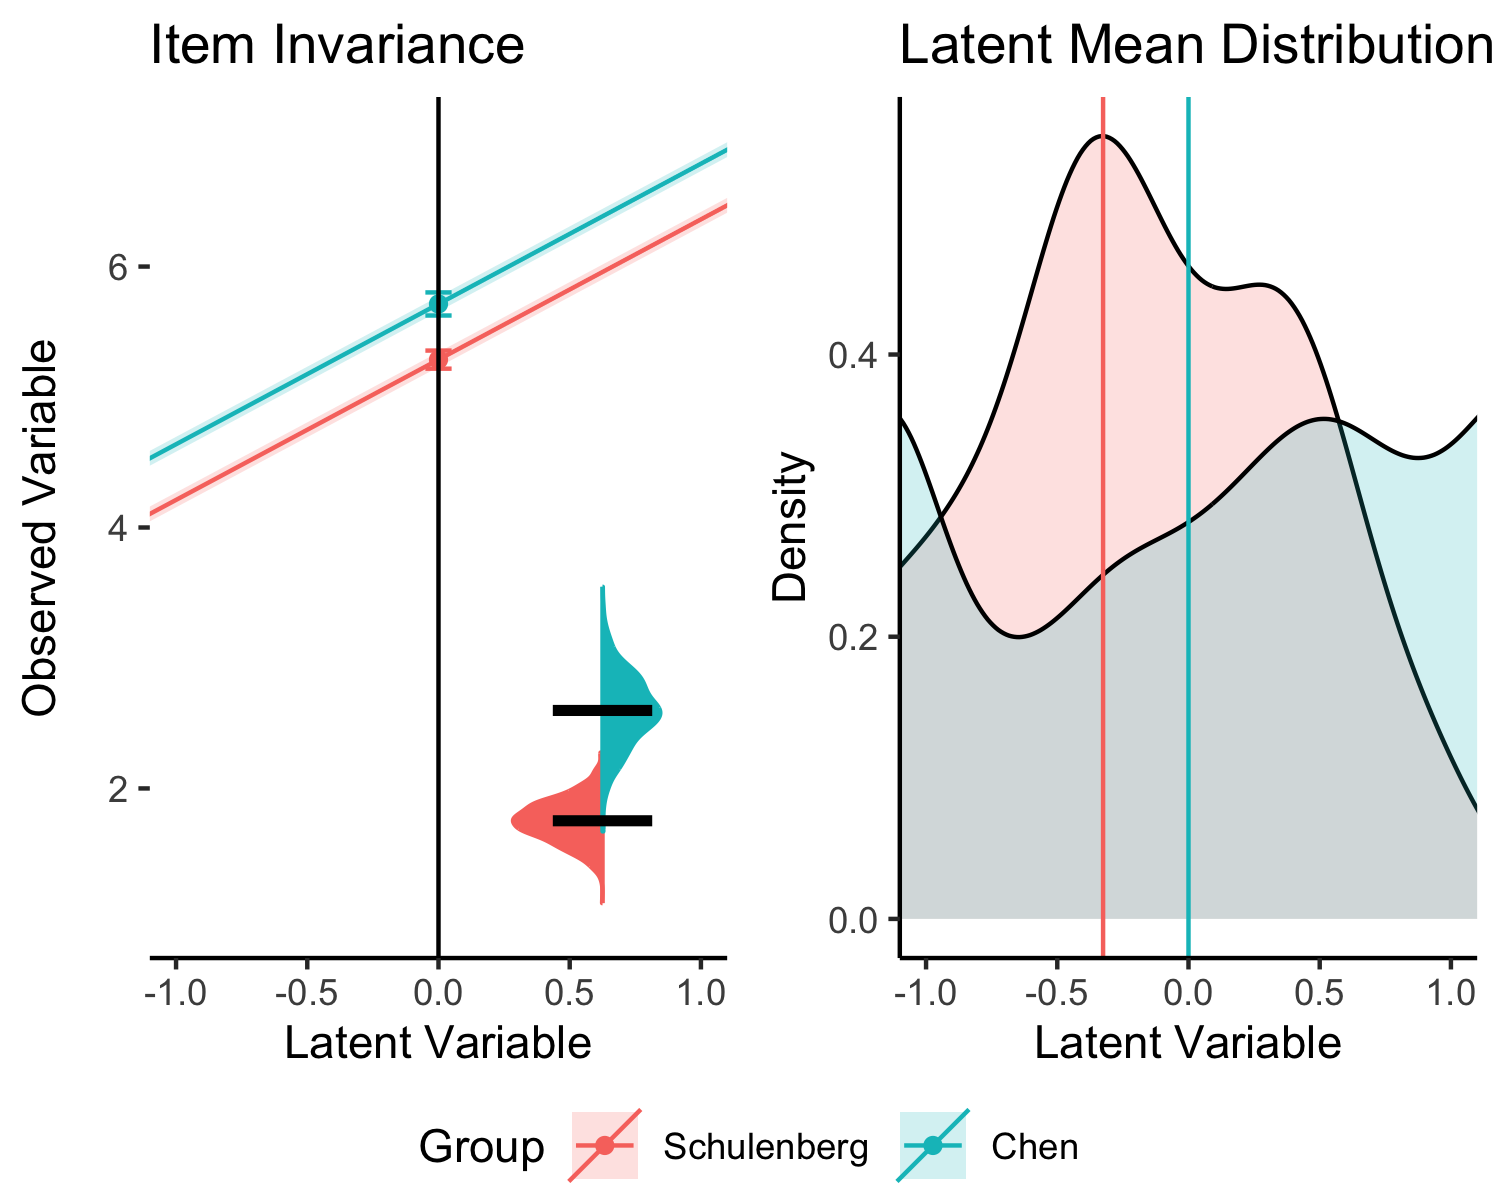 Item Invariance
Observed Variable
6
4
2
-1.0 -0.5 0.0 0.5 1.0
Latent Variable
Latent Mean Distribution
Density
0.4
0.2
0.0
-1.0 -0.5 0.0 0.5 1.0
Latent Variable
Group Schulenberg Chen